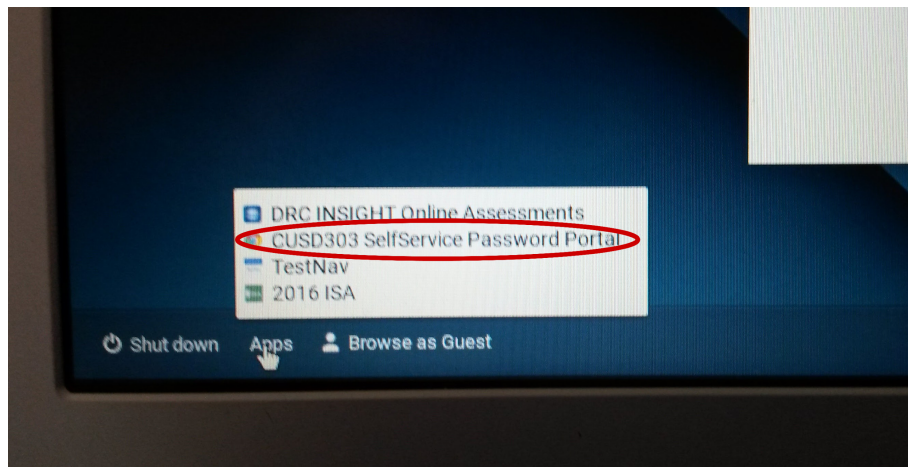 DRC INSIGHT Online Assessments
CUSD303 SelfService Password Portal
TestNav
2016 ISA
Shut down Apps Browse as Guest